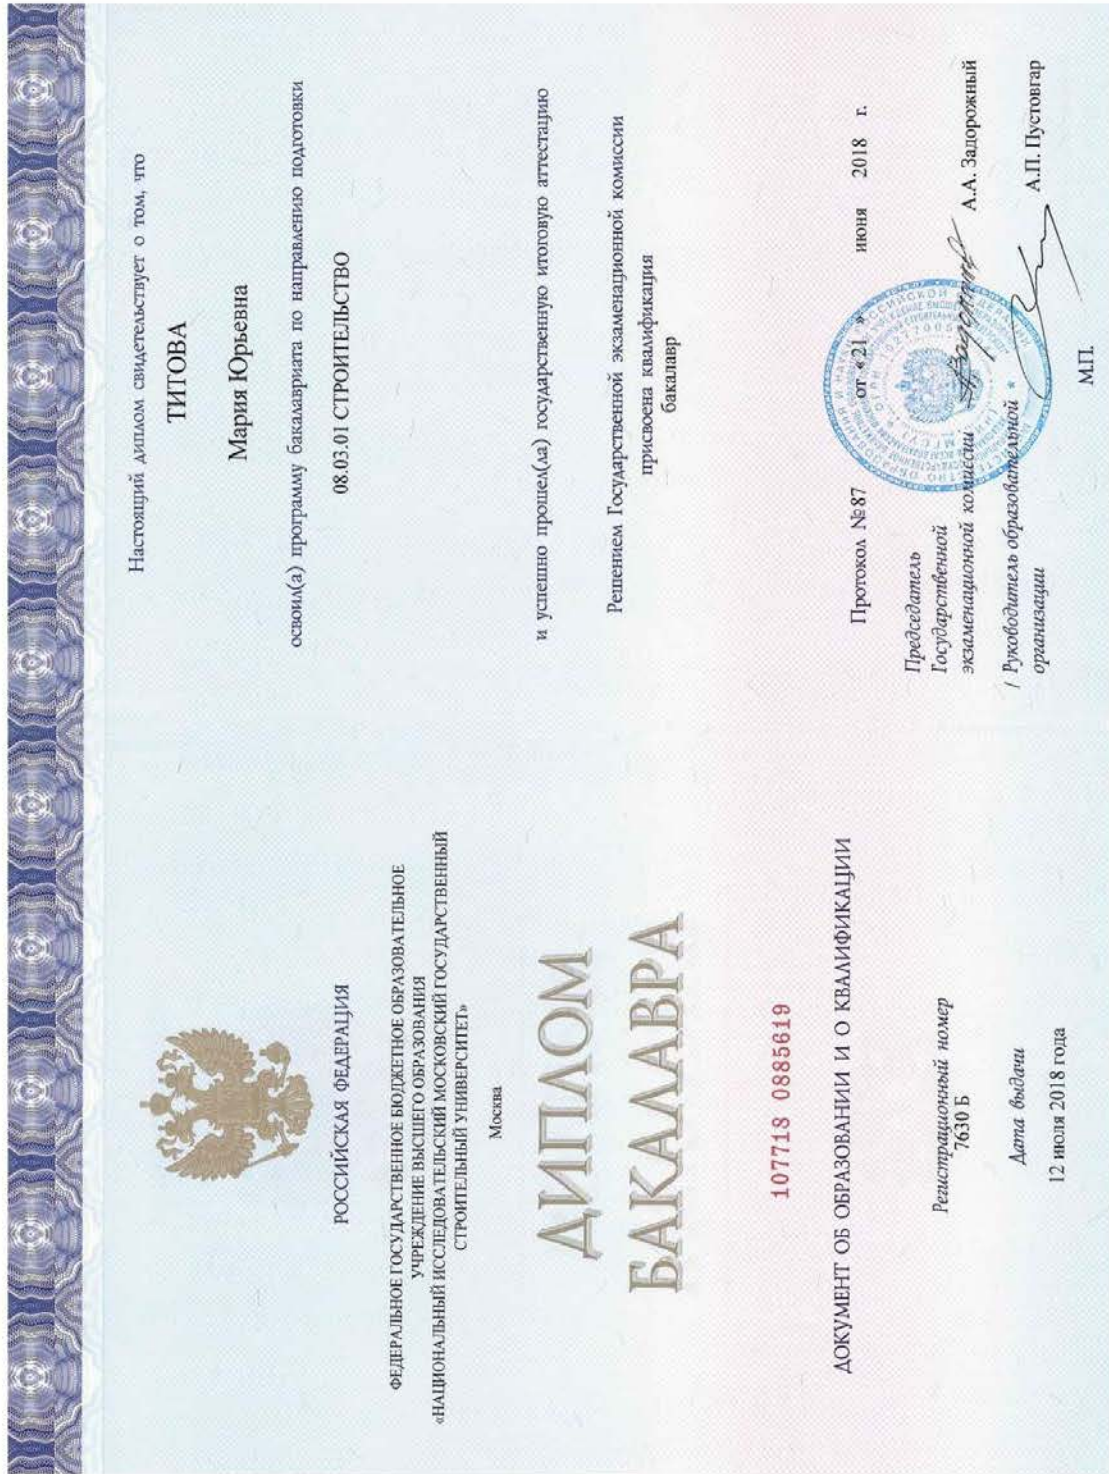 РОССИЙСКАЯ ФЕДЕРАЦИЯ
ФЕДЕРАЛЬНОЕ ГОСУДАРСТВЕННОЕ БЮДЖЕТНОЕ ОБРАЗОВАТЕЛЬНОЕ
УЧРЕЖДЕНИЕ ВЫСШЕГО ОБРАЗОВАНИЯ
«НАЦИОНАЛЬНЫЙ ИССЛЕДОВАТЕЛЬСКИЙ МОСКОВСКИЙ ГОСУДАРСТВЕННЫЙ
СТРОИТЕЛЬНЫЙ УНИВЕРСИТЕТ»
Москва
ДИПЛОМ
БАКАЛАВРА
107718 0885619
ДОКУМЕНТ ОБ ОБРАЗОВАНИИ И О КВАЛИФИКАЦИИ
Регистрационный номер
7630 Б
Дата выдачи
12 июля 2018 года
Настоящий диплом свидетельствует о том, что
ТИТОВА
Мария Юрьевна
освоил(а) программу бакалавриата по направлению подготовки
08.03.01 СТРОИТЕЛЬСТВО
и успешно прошел(ла) государственную итоговую аттестацию
Решением Государственной экзаменационной комиссии
присвоена квалификация
бакалавр
Протокол №87 от «21 » июня 2018 г.
Председатель
Государственной
экзаменационной комиссии А.А. Задорожный
/ Руководитель образовательной
организации А.П. Пустовгар
М.П.